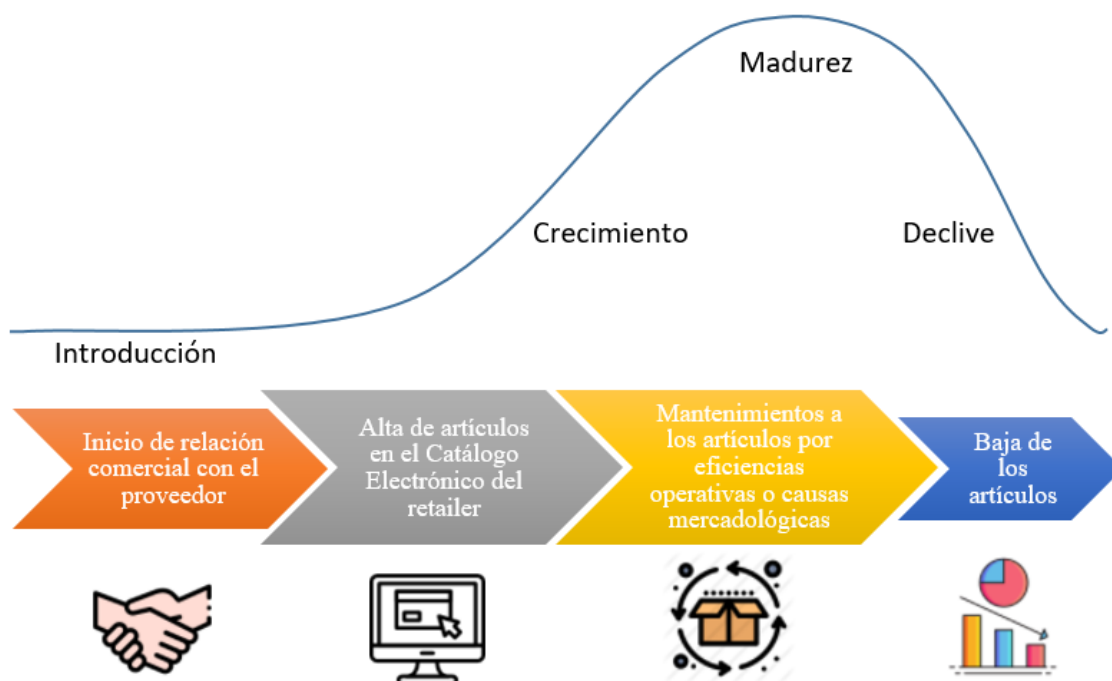 Madurez
Crecimiento
Declive
Introducción
Inicio de relación
comercial con el
proveedor
Alta de artículos
en el Catálogo
Electrónico del
retailer
Mantenimientos a
los artículos por
eficiencias
operativas o causas
mercadológicas
Baja de
los
artículos